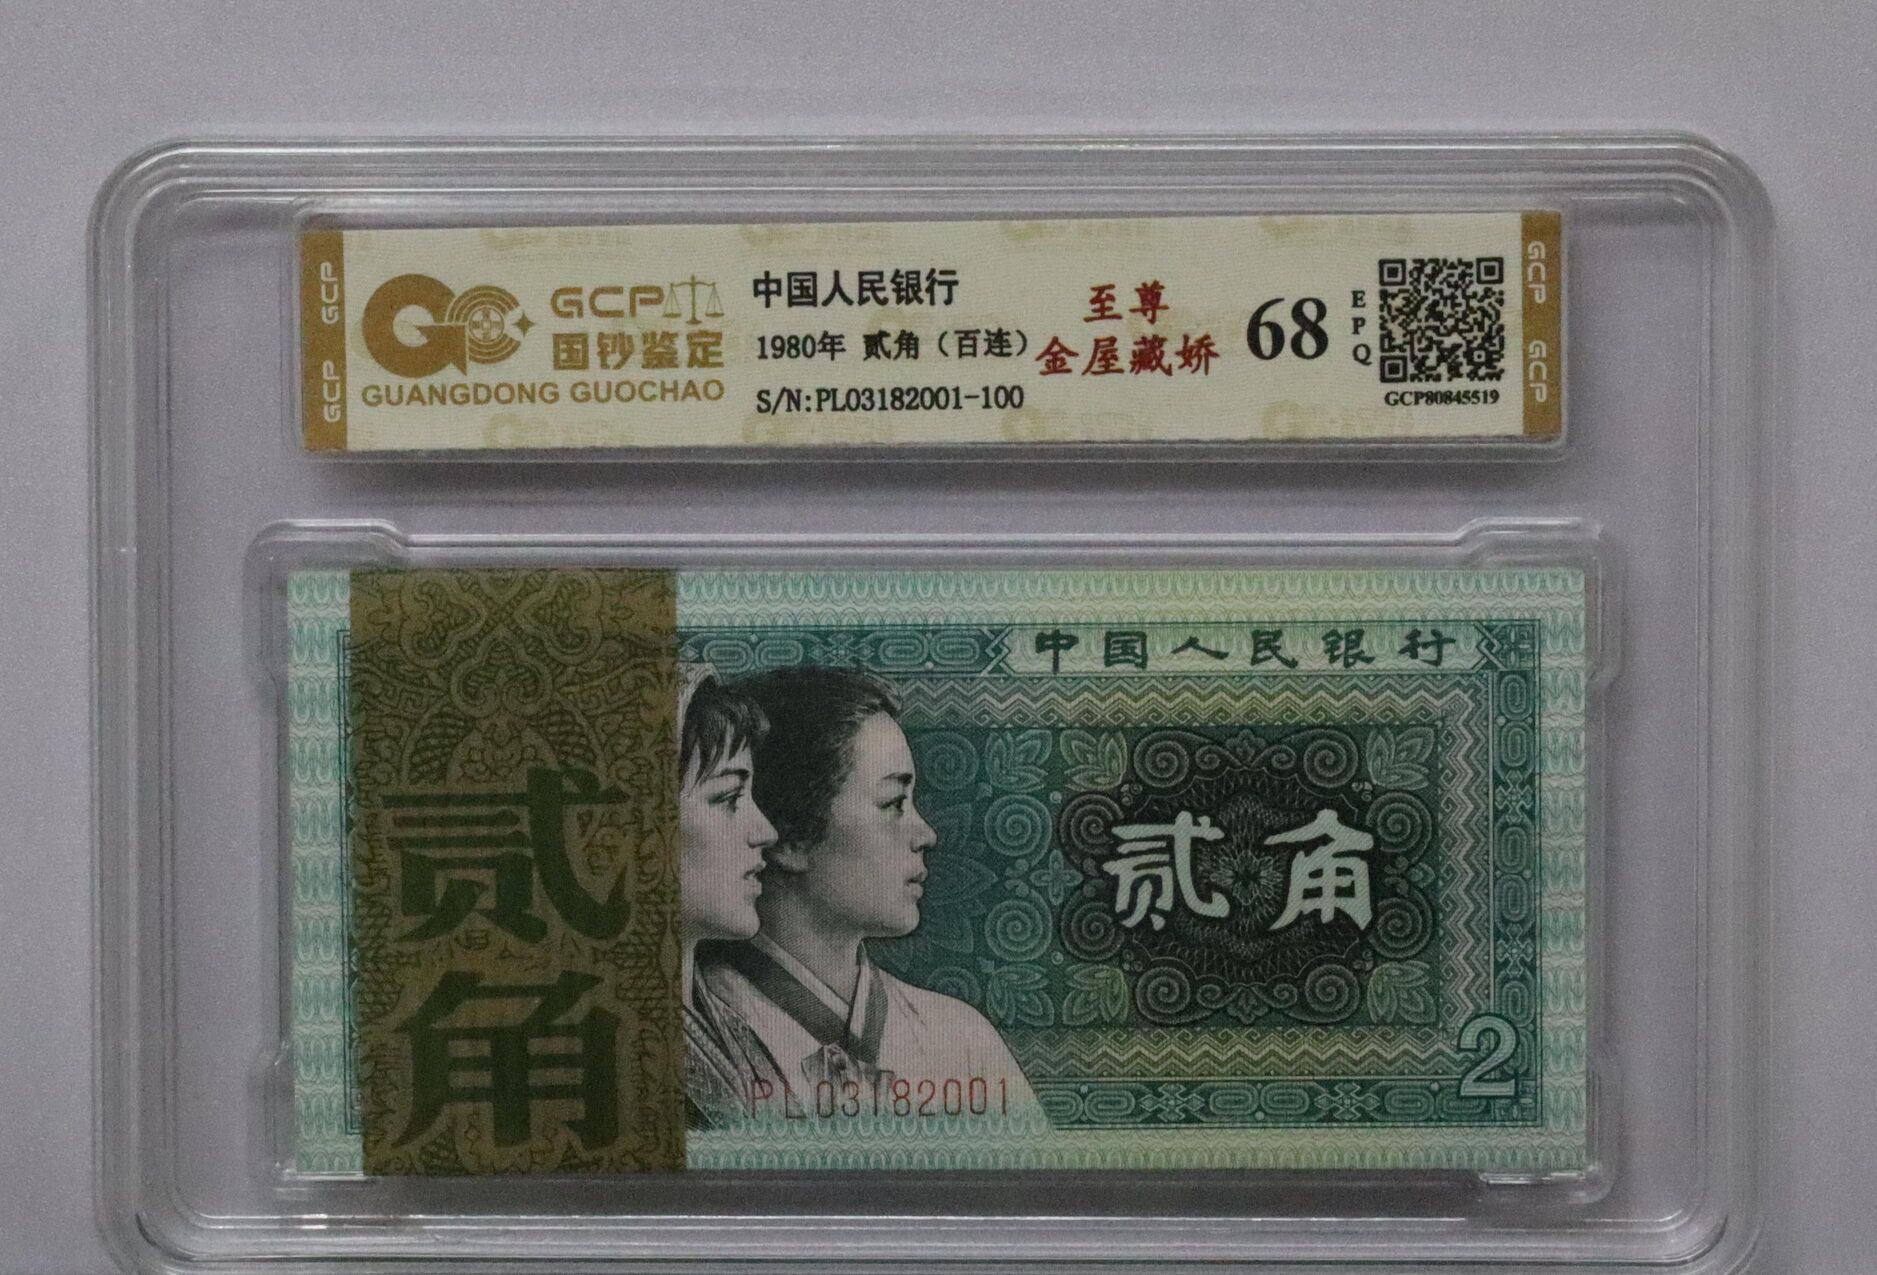 GCP GCP
GCP
国钞鉴定
GUANGDONG GUOCHAO
中国人民银行
1980年 贰角（百连）
S/N:PL03182001-100
至尊
金屋藏娇
68
EPQ
GCP80845519
GCP GCP
中国人民银行
贰角
贰角
PL03182001
2